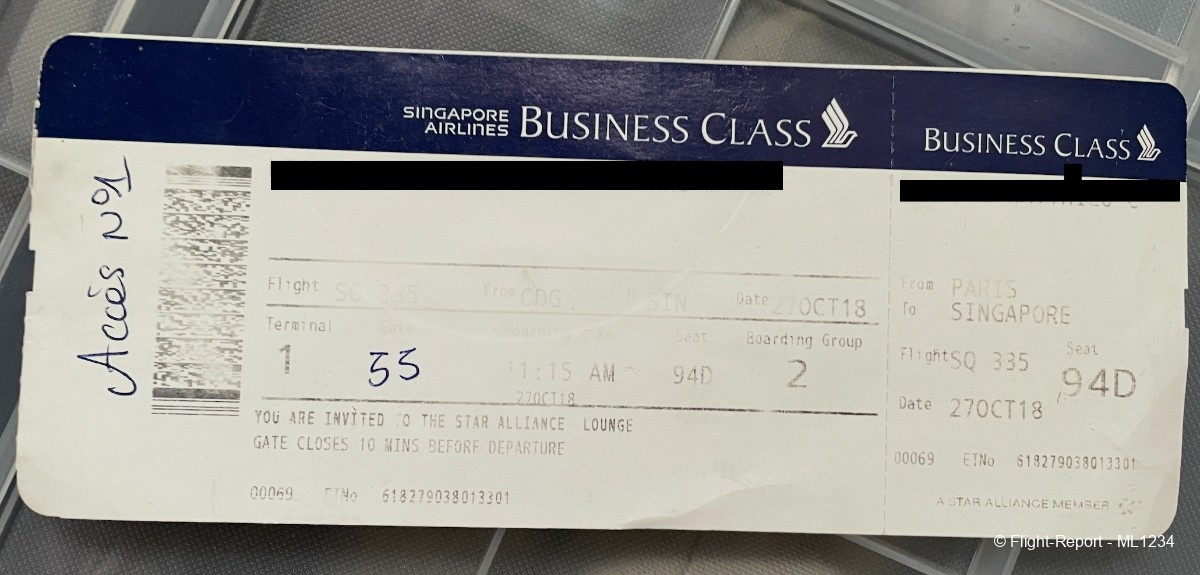 SINGAPORE
AIRLINES
BUSINESS CLASS
BUSINESS CLASS
Accès N°1
Flight SQ 335 From CDG To SIN Date 27OCT18
Terminal Gate Boarding Time Seat Boarding Group
1 55 11:15 AM 94D 2
27OCT18
YOU ARE INVITED TO THE STAR ALLIANCE LOUNGE
GATE CLOSES 10 MINS BEFORE DEPARTURE
00069 ETNo 618279038013301
From PARIS
To SINGAPORE
Flight SQ 335 Seat 94D
Date 27OCT18
00069 ETNo 618279038013301
A STAR ALLIANCE MEMBER
© Flight-Report - ML1234